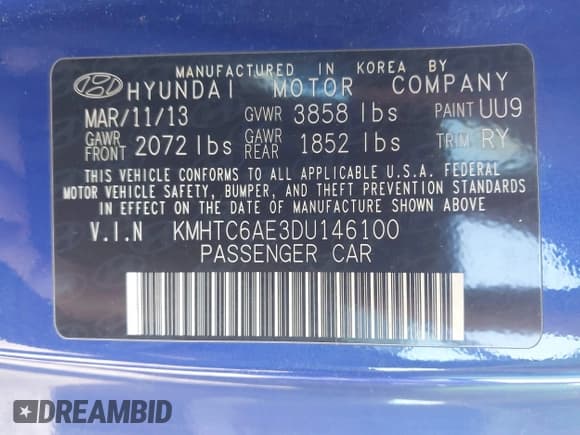 MANUFACTURED IN KOREA BY
HYUNDAI MOTOR COMPANY
MAR/11/13 GVWR 3858 lbs PAINT UU9
GAWR FRONT 2072 lbs GAWR REAR 1852 lbs TRIM RY
THIS VEHICLE CONFORMS TO ALL APPLICABLE U.S.A. FEDERAL
MOTOR VEHICLE SAFETY, BUMPER, AND THEFT PREVENTION STANDARDS
IN EFFECT ON THE DATE OF MANUFACTURE SHOWN ABOVE.
V.I.N KMHTC6AE3DU146100
PASSENGER CAR
DREAMBID